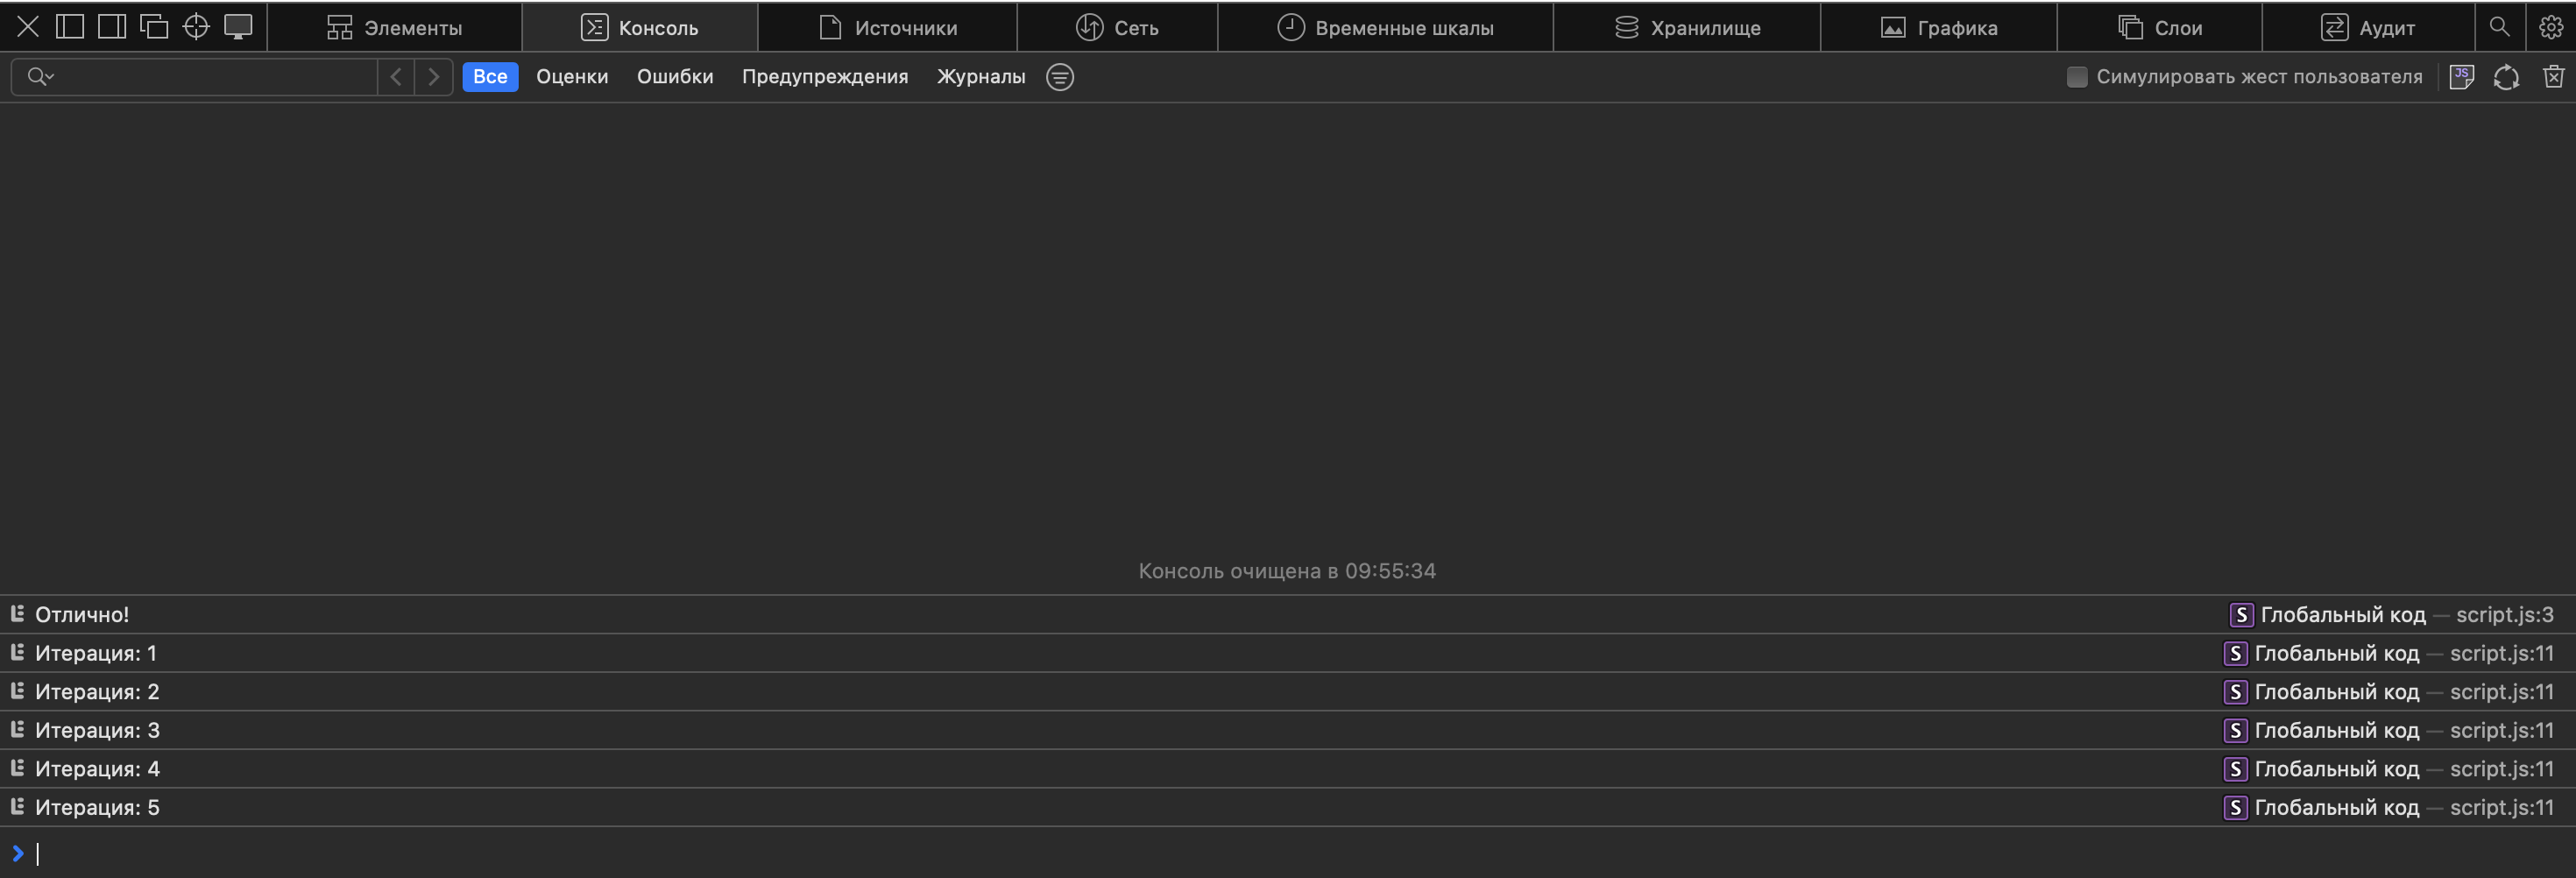 Элементы Консоль Источники Сеть Временные шкалы Хранилище Графика Слои Аудит
Все Оценки Ошибки Предупреждения Журналы Симулировать жест пользователя JS
Консоль очищена в 09:55:34
Отлично! S Глобальный код — script.js:3
Итерация: 1 S Глобальный код — script.js:11
Итерация: 2 S Глобальный код — script.js:11
Итерация: 3 S Глобальный код — script.js:11
Итерация: 4 S Глобальный код — script.js:11
Итерация: 5 S Глобальный код — script.js:11